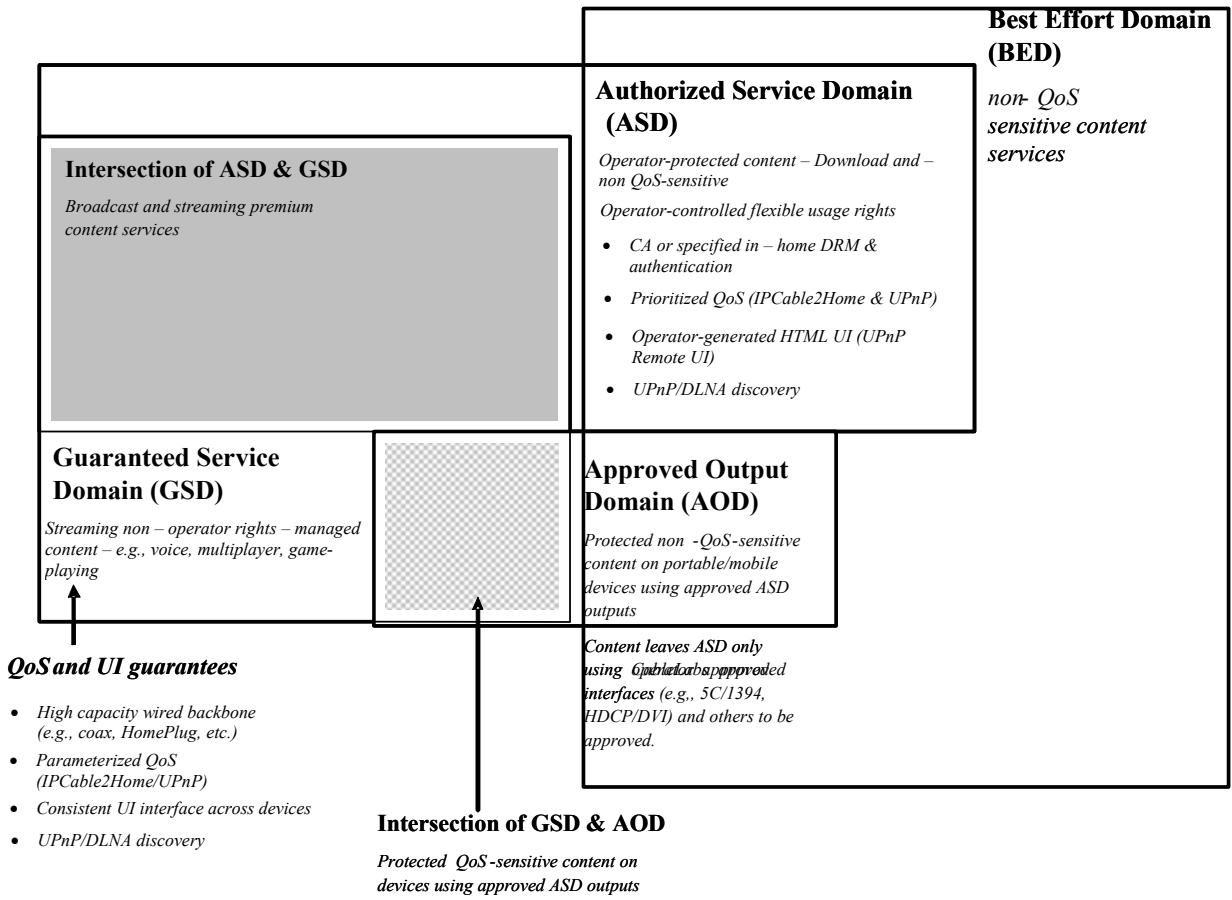 Best Effort Domain
(BED)
non- QoS
sensitive content
services
Authorized Service Domain
(ASD)
Operator-protected content – Download and –
non QoS-sensitive
Operator-controlled flexible usage rights
• CA or specified in – home DRM &
authentication
• Prioritized QoS (IPCable2Home & UPnP)
• Operator-generated HTML UI (UPnP
Remote UI)
• UPnP/DLNA discovery
Intersection of ASD & GSD
Broadcast and streaming premium
content services
Guaranteed Service
Domain (GSD)
Streaming non – operator rights – managed
content – e.g., voice, multiplayer, game-
playing
Approved Output
Domain (AOD)
Protected non -QoS-sensitive
content on portable/mobile
devices using approved ASD
outputs
Content leaves ASD only
using approved
interfaces (e.g,, 5C/1394,
HDCP/DVI) and others to be
approved.
QoS and UI guarantees
• High capacity wired backbone
(e.g., coax, HomePlug, etc.)
• Parameterized QoS
(IPCable2Home/UPnP)
• Consistent UI interface across devices
• UPnP/DLNA discovery
Intersection of GSD & AOD
Protected QoS -sensitive content on
devices using approved ASD outputs